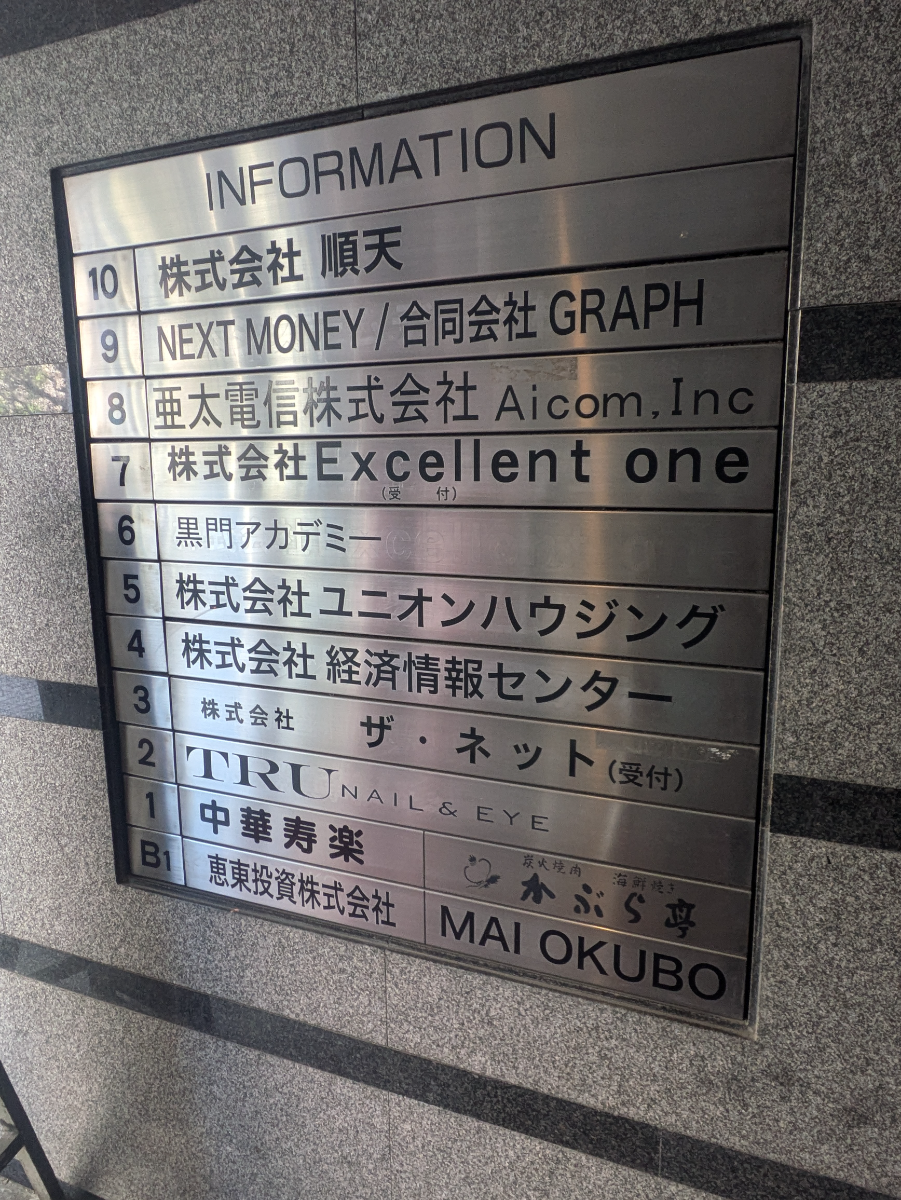 INFORMATION
10 株式会社 順天
9 NEXT MONEY / 合同会社 GRAPH
8 亜太電信株式会社 Aicom,Inc
7 株式会社Excellent one
(受 付)
6 黒門アカデミー
5 株式会社ユニオンハウジング
4 株式会社 経済情報センター
3 株式会社 ザ・ネット(受付)
2 TRU NAIL & EYE
1 中華寿楽
炭火焼肉 海鮮焼き
かぶら亭
B1 恵東投資株式会社 MAI OKUBO